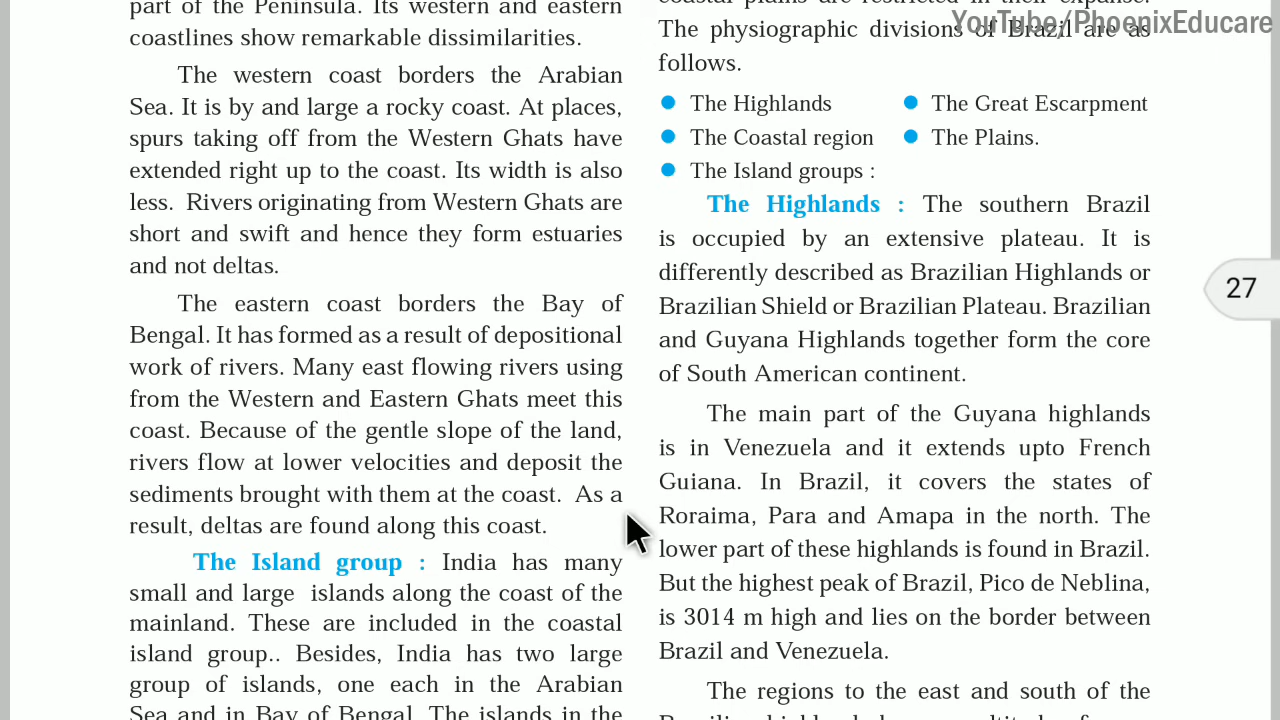 part of the Peninsula. Its western and eastern
coastlines show remarkable dissimilarities.
The western coast borders the Arabian
Sea. It is by and large a rocky coast. At places,
spurs taking off from the Western Ghats have
extended right up to the coast. Its width is also
less. Rivers originating from Western Ghats are
short and swift and hence they form estuaries
and not deltas.
The eastern coast borders the Bay of
Bengal. It has formed as a result of depositional
work of rivers. Many east flowing rivers using
from the Western and Eastern Ghats meet this
coast. Because of the gentle slope of the land,
rivers flow at lower velocities and deposit the
sediments brought with them at the coast. As a
result, deltas are found along this coast.
The Island group : India has many
small and large islands along the coast of the
mainland. These are included in the coastal
island group.. Besides, India has two large
group of islands, one each in the Arabian
Sea and in Bay of Bengal. The islands in the
coastal plains are restricted in their expanse.
YouTube/PhoenixEducare
The physiographic divisions of Brazil are as
follows.
● The Highlands ● The Great Escarpment
● The Coastal region ● The Plains.
● The Island groups :
The Highlands : The southern Brazil
is occupied by an extensive plateau. It is
differently described as Brazilian Highlands or
Brazilian Shield or Brazilian Plateau. Brazilian
and Guyana Highlands together form the core
of South American continent.
The main part of the Guyana highlands
is in Venezuela and it extends upto French
Guiana. In Brazil, it covers the states of
Roraima, Para and Amapa in the north. The
lower part of these highlands is found in Brazil.
But the highest peak of Brazil, Pico de Neblina,
is 3014 m high and lies on the border between
Brazil and Venezuela.
The regions to the east and south of the
27